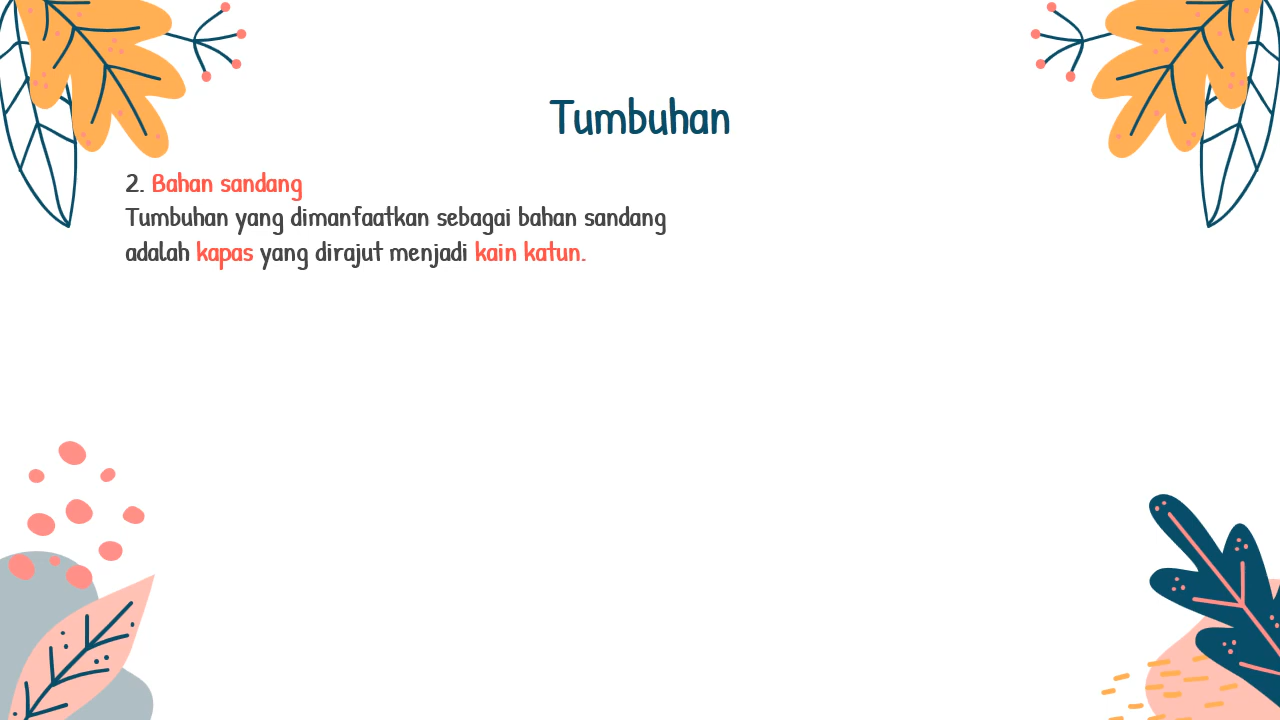 Tumbuhan
2. Bahan sandang
Tumbuhan yang dimanfaatkan sebagai bahan sandang
adalah kapas yang dirajut menjadi kain katun.